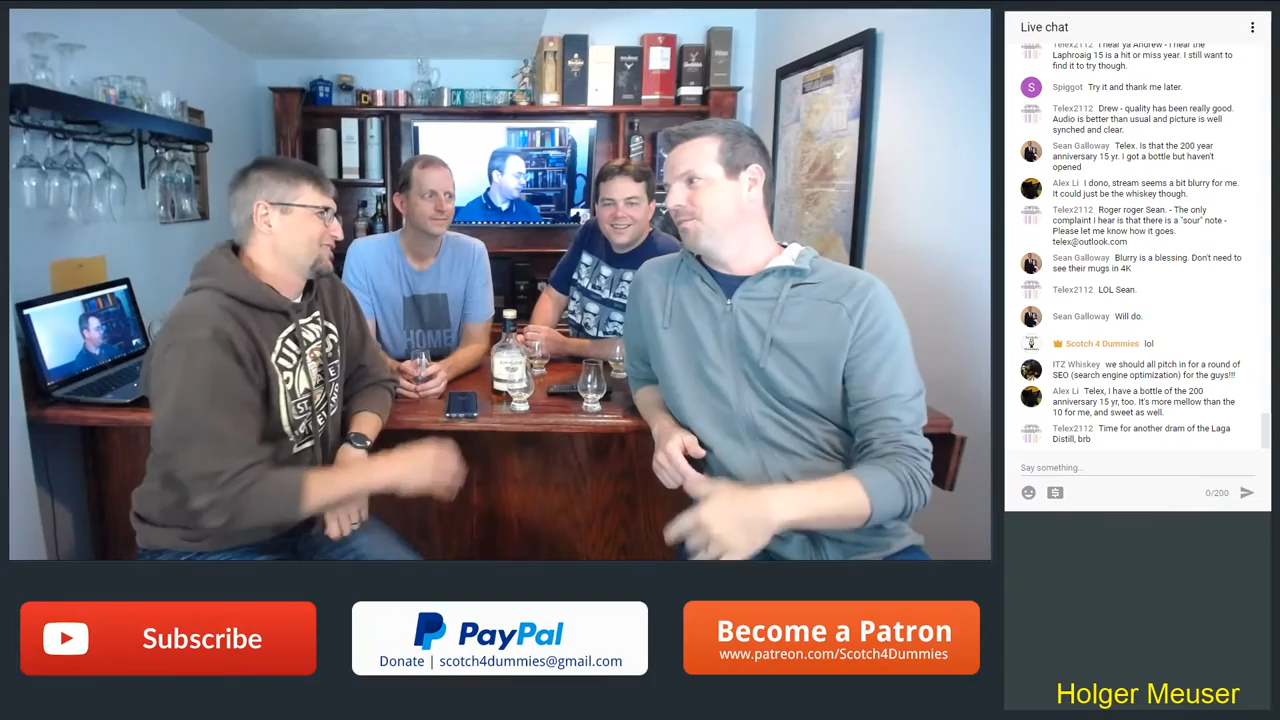 Live chat
Telex2112 I hear ya Andrew - I hear the
Laphroaig 15 is a hit or miss year. I still want to
find it to try though.
S
Spiggot Try it and thank me later.
Telex2112 Drew - quality has been really good.
Audio is better than usual and picture is well
synched and clear.
Sean Galloway Telex. Is that the 200 year
anniversary 15 yr. I got a bottle but haven't
opened
Alex Li I dono, stream seems a bit blurry for me.
It could be the whiskey though.
Telex2112 Roger roger Sean. - The only
complaint I hear is that there is a "sour" note -
Please let me know how it goes.
telex@outlook.com
Sean Galloway Blurry is a blessing. Don't need to
see their mugs in 4K
Telex2112 LOL Sean.
Sean Galloway Will do.
Scotch 4 Dummies lol
ITZ Whiskey we should all pitch in for a round of
SEO (search engine optimization) for the guys!!!
Alex Li Telex, I have a bottle of the 200
anniversary 15 yr, too. It's more mellow than the
10 for me, and sweet as well.
Telex2112 Time for another dram of the Laga
Distill, brb
Say something...
0/200
HOME
Subscribe
PayPal
Donate | scotch4dummies@gmail.com
Become a Patron
www.patreon.com/Scotch4Dummies
Holger Meuser